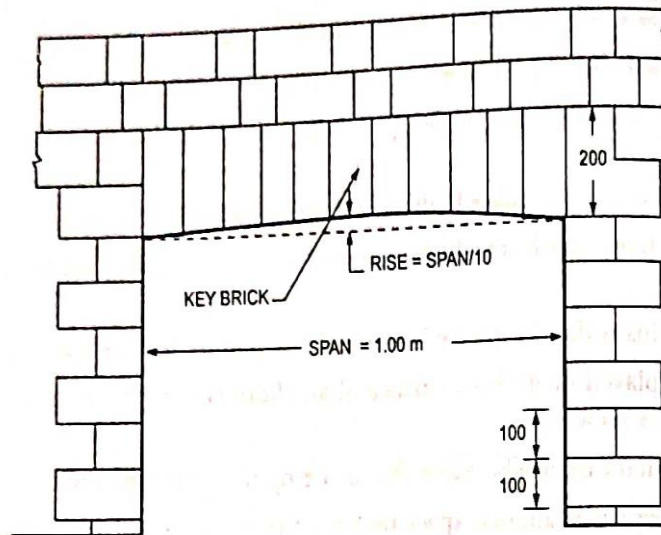 200
RISE = SPAN/10
KEY BRICK
SPAN = 1.00 m
100
100